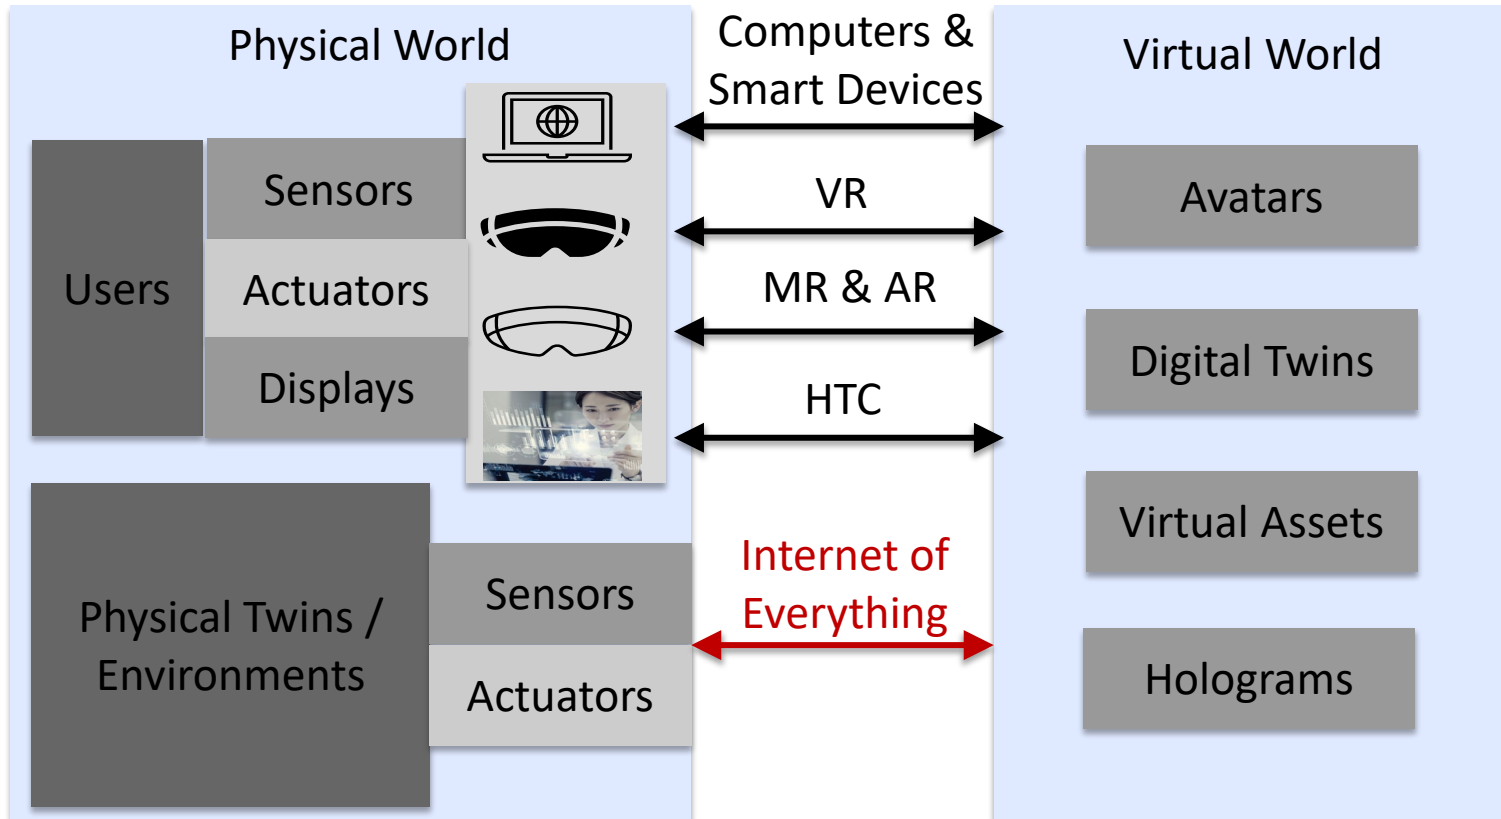 Physical World
Users
Sensors
Actuators
Displays
Physical Twins /
Environments
Sensors
Actuators
Computers &
Smart Devices
VR
MR & AR
HTC
Internet of
Everything
Virtual World
Avatars
Digital Twins
Virtual Assets
Holograms